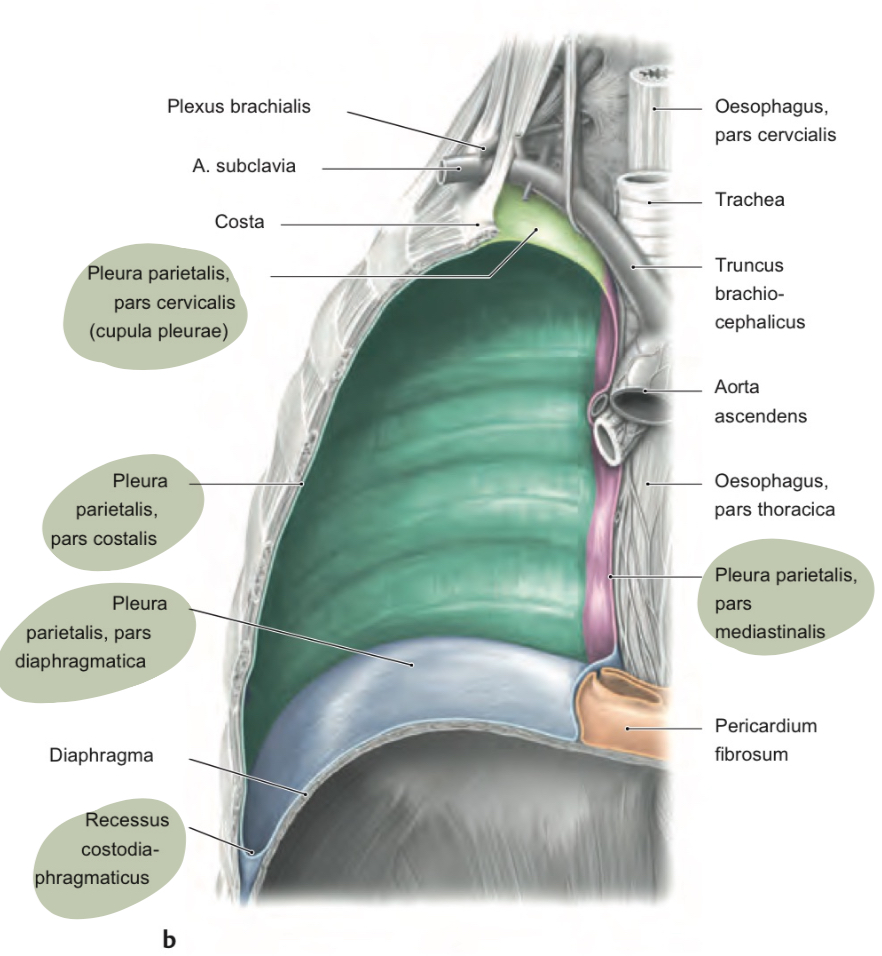 Plexus brachialis
A. subclavia
Costa
Pleura parietalis,
pars cervicalis
(cupula pleurae)
Pleura
parietalis,
pars costalis
Pleura
parietalis, pars
diaphragmatica
Diaphragma
Recessus
costodia-
phragmaticus
Oesophagus,
pars cervcialis
Trachea
Truncus
brachio-
cephalicus
Aorta
ascendens
Oesophagus,
pars thoracica
Pleura parietalis,
pars
mediastinalis
Pericardium
fibrosum
b